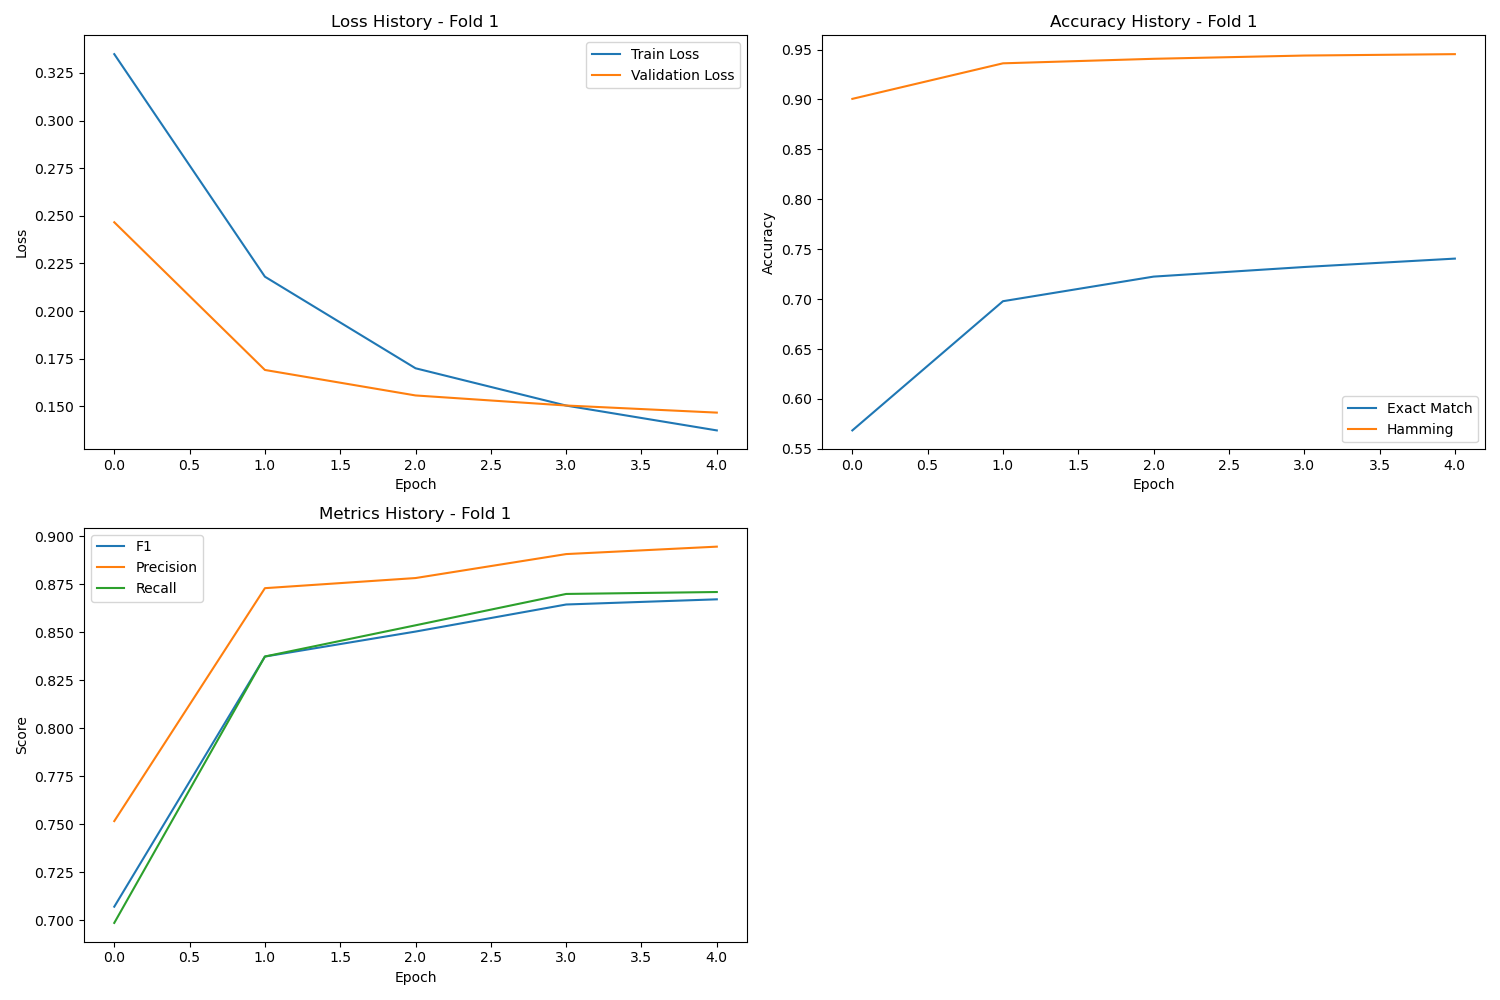 Loss History - Fold 1
Train Loss
Validation Loss
0.325
0.300
0.275
0.250
0.225
0.200
0.175
0.150
Loss
0.0 0.5 1.0 1.5 2.0 2.5 3.0 3.5 4.0
Epoch
Accuracy History - Fold 1
0.95
0.90
0.85
0.80
0.75
0.70
0.65
0.60
0.55
Accuracy
Exact Match
Hamming
0.0 0.5 1.0 1.5 2.0 2.5 3.0 3.5 4.0
Epoch
Metrics History - Fold 1
F1
Precision
Recall
0.900
0.875
0.850
0.825
0.800
0.775
0.750
0.725
0.700
Score
0.0 0.5 1.0 1.5 2.0 2.5 3.0 3.5 4.0
Epoch